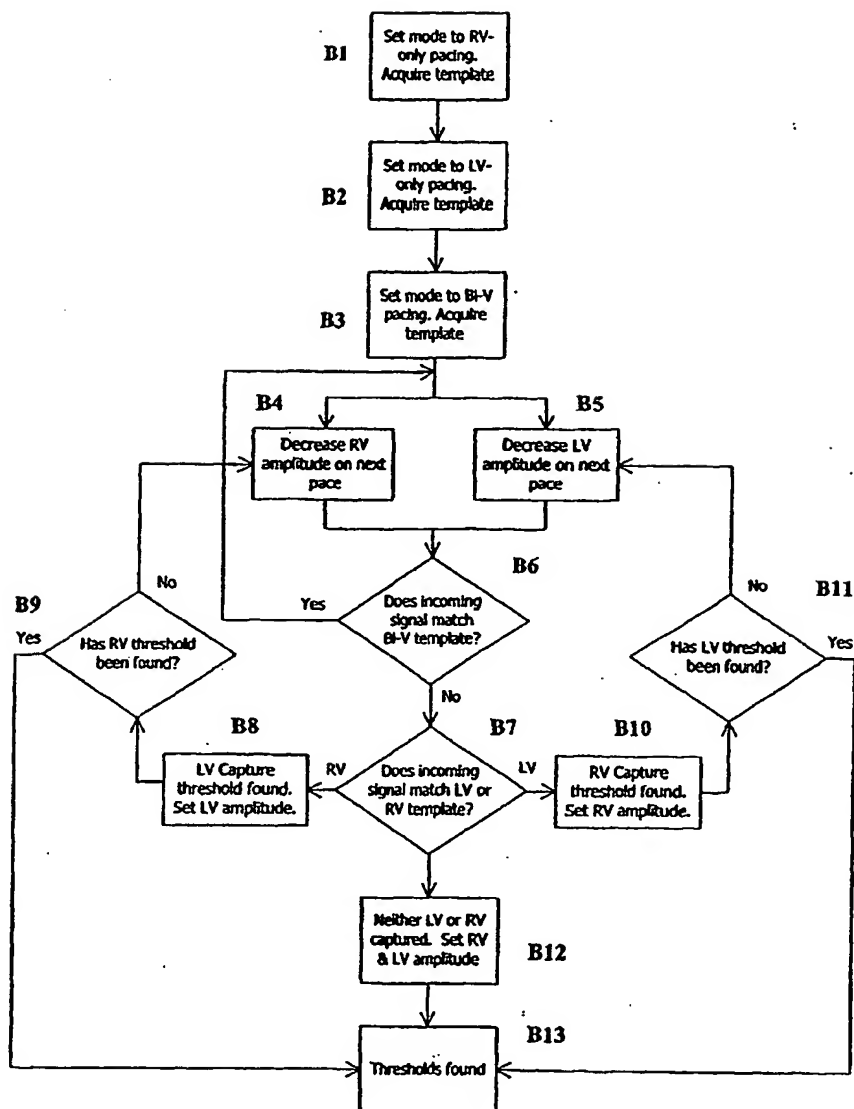 B1
Set mode to RV-
only pacing.
Acquire template
B2
Set mode to LV-
only pacing.
Acquire template
B3
Set mode to Bi-V
pacing. Acquire
template
B4
Decrease RV
amplitude on next
pace
B5
Decrease LV
amplitude on next
pace
B6
Does incoming
signal match
Bi-V template?
Yes
No
B7
Does incoming
signal match LV or
RV template?
RV
LV
B8
LV Capture
threshold found.
Set LV amplitude.
B9
Has RV threshold
been found?
Yes
No
B10
RV Capture
threshold found.
Set RV amplitude.
B11
Has LV threshold
been found?
No
Yes
B12
Neither LV or RV
captured. Set RV
& LV amplitude
B13
Thresholds found